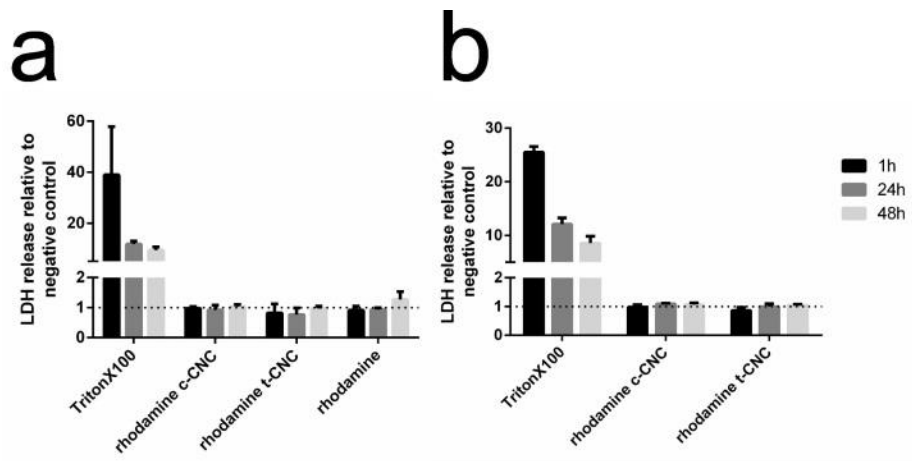 a
LDH release relative to
negative control
60
40
20
2
1
0
TritonX100
rhodamine c-CNC
rhodamine t-CNC
rhodamine
b
LDH release relative to
negative control
30
20
10
2
1
0
TritonX100
rhodamine c-CNC
rhodamine t-CNC
1h
24h
48h